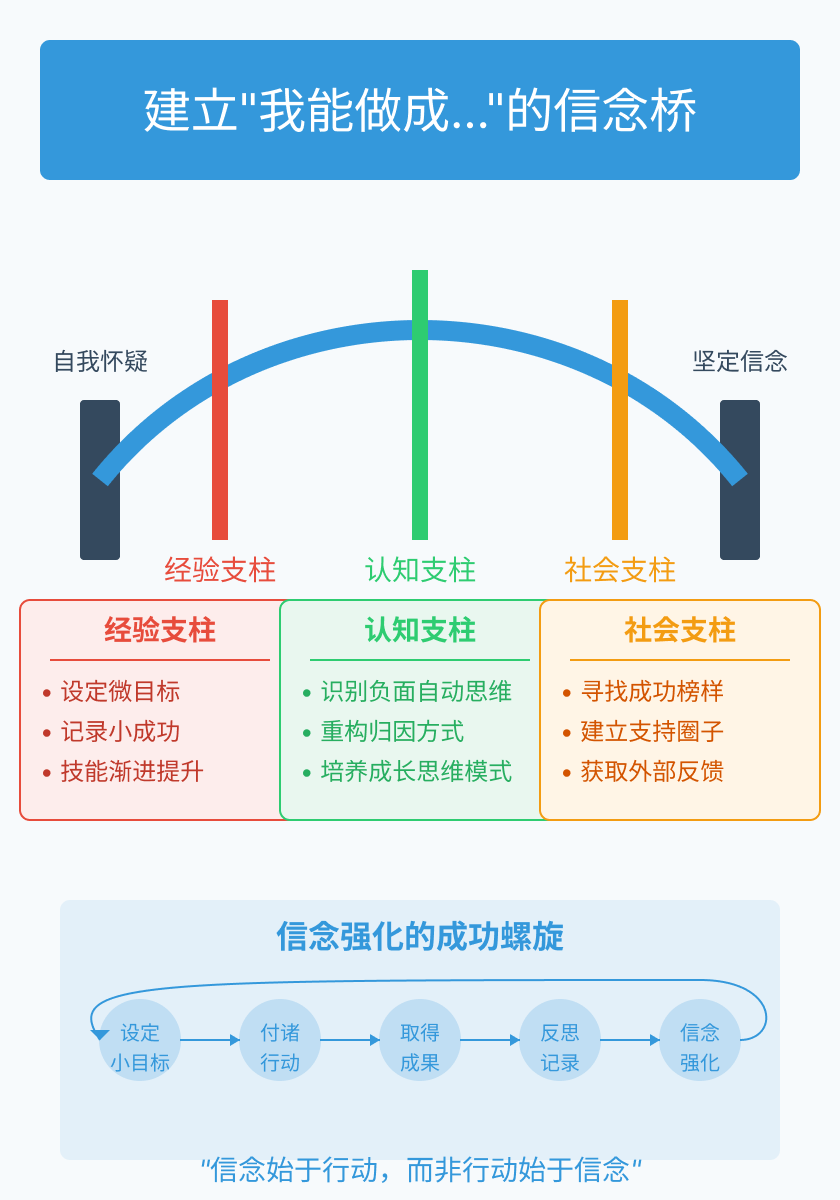 建立"我能做成..."的信念桥
自我怀疑
坚定信念
经验支柱
认知支柱
社会支柱
经验支柱
• 设定微目标
• 记录小成功
• 技能渐进提升
认知支柱
• 识别负面自动思维
• 重构归因方式
• 培养成长思维模式
社会支柱
• 寻找成功榜样
• 建立支持圈子
• 获取外部反馈
信念强化的成功螺旋
设定
小目标
付诸
行动
取得
成果
反思
记录
信念
强化
"信念始于行动，而非行动始于信念"